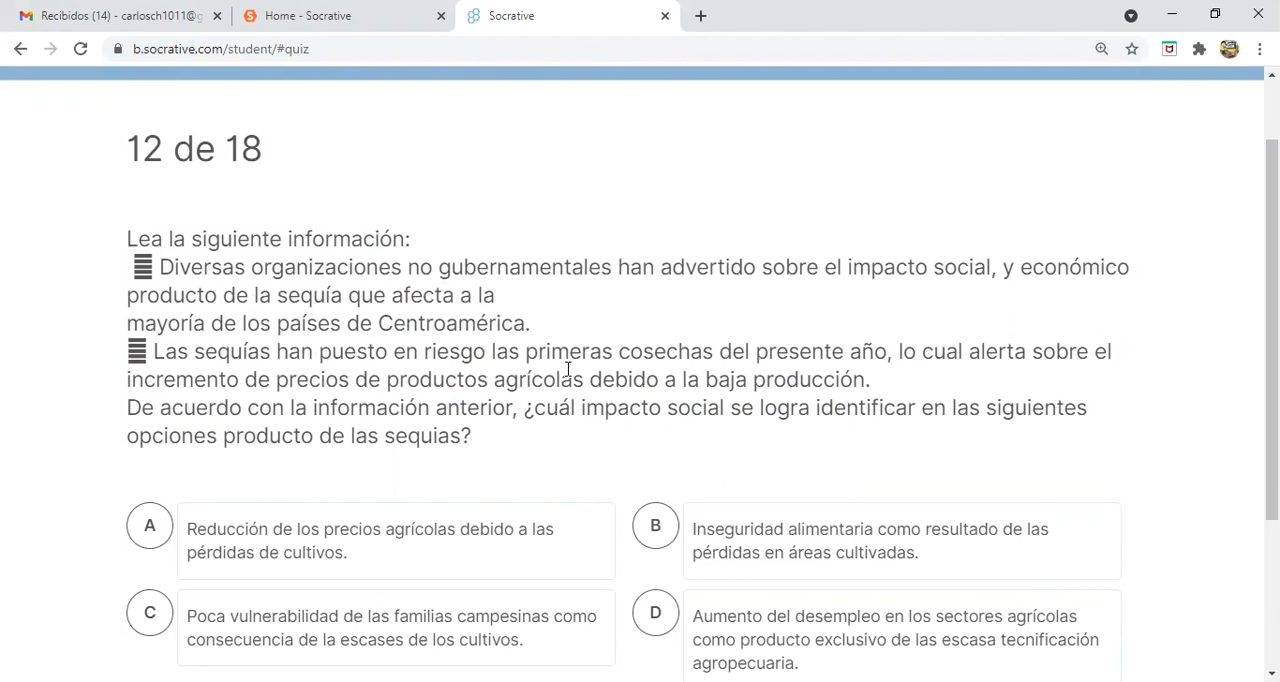 Recibidos (14) - carlosch1011@g
Home - Socrative
Socrative
b.socrative.com/student/#quiz
12 de 18
Lea la siguiente información:
Diversas organizaciones no gubernamentales han advertido sobre el impacto social, y económico
producto de la sequía que afecta a la
mayoría de los países de Centroamérica.
Las sequías han puesto en riesgo las primeras cosechas del presente año, lo cual alerta sobre el
incremento de precios de productos agrícolas debido a la baja producción.
De acuerdo con la información anterior, ¿cuál impacto social se logra identificar en las siguientes
opciones producto de las sequias?
A
Reducción de los precios agrícolas debido a las
pérdidas de cultivos.
B
Inseguridad alimentaria como resultado de las
pérdidas en áreas cultivadas.
C
Poca vulnerabilidad de las familias campesinas como
consecuencia de la escases de los cultivos.
D
Aumento del desempleo en los sectores agrícolas
como producto exclusivo de las escasa tecnificación
agropecuaria.